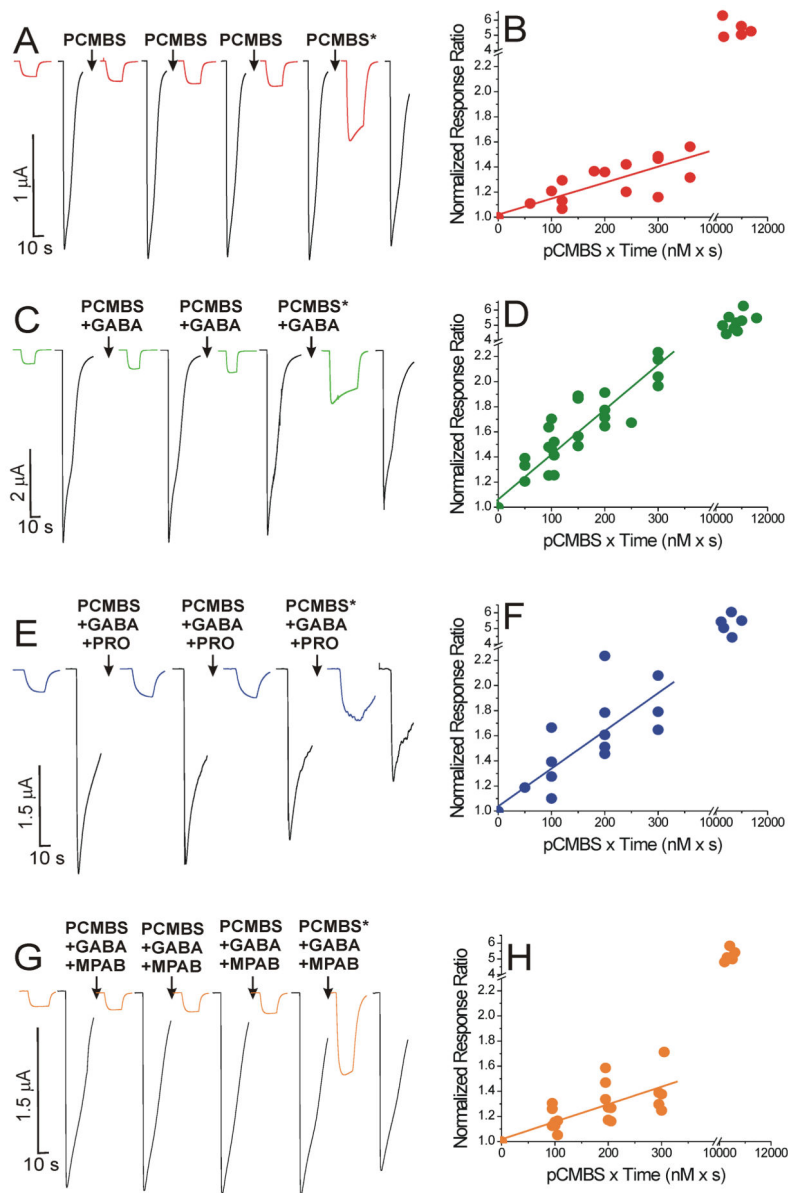 A
PCMBS PCMBS PCMBS PCMBS*
1 µA
10 s
B
Normalized Response Ratio
6
5
4
2.2
2.0
1.8
1.6
1.4
1.2
1.0
0 100 200 300 10000 12000
pCMBS x Time (nM x s)
C
PCMBS PCMBS PCMBS*
+GABA +GABA +GABA
2 µA
10 s
D
Normalized Response Ratio
6
5
4
2.2
2.0
1.8
1.6
1.4
1.2
1.0
0 100 200 300 10000 12000
pCMBS x Time (nM x s)
E
PCMBS PCMBS PCMBS*
+GABA +GABA +GABA
+PRO +PRO +PRO
1.5 µA
10 s
F
Normalized Response Ratio
6
5
4
2.2
2.0
1.8
1.6
1.4
1.2
1.0
0 100 200 300 10000 12000
pCMBS x Time (nM x s)
G
PCMBS PCMBS PCMBS PCMBS*
+GABA +GABA +GABA +GABA
+MPAB +MPAB +MPAB +MPAB
1.5 µA
10 s
H
Normalized Response Ratio
6
5
4
2.2
2.0
1.8
1.6
1.4
1.2
1.0
0 100 200 300 10000 12000
pCMBS x Time (nM x s)